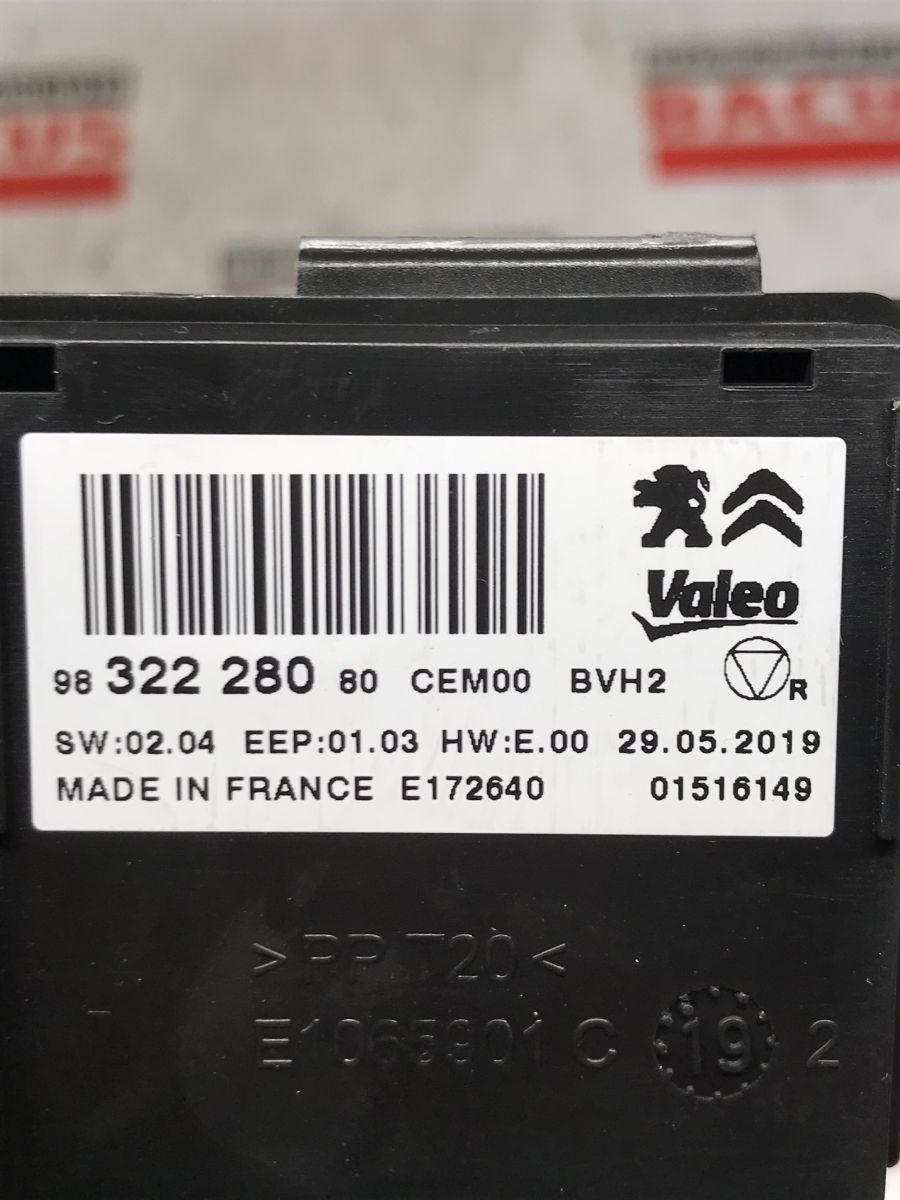 Valeo
98 322 280 80 CEM00 BVH2 R
SW:02.04 EEP:01.03 HW:E.00 29.05.2019
MADE IN FRANCE E172640 01516149
>PP T20<
E1065901 C 19 2